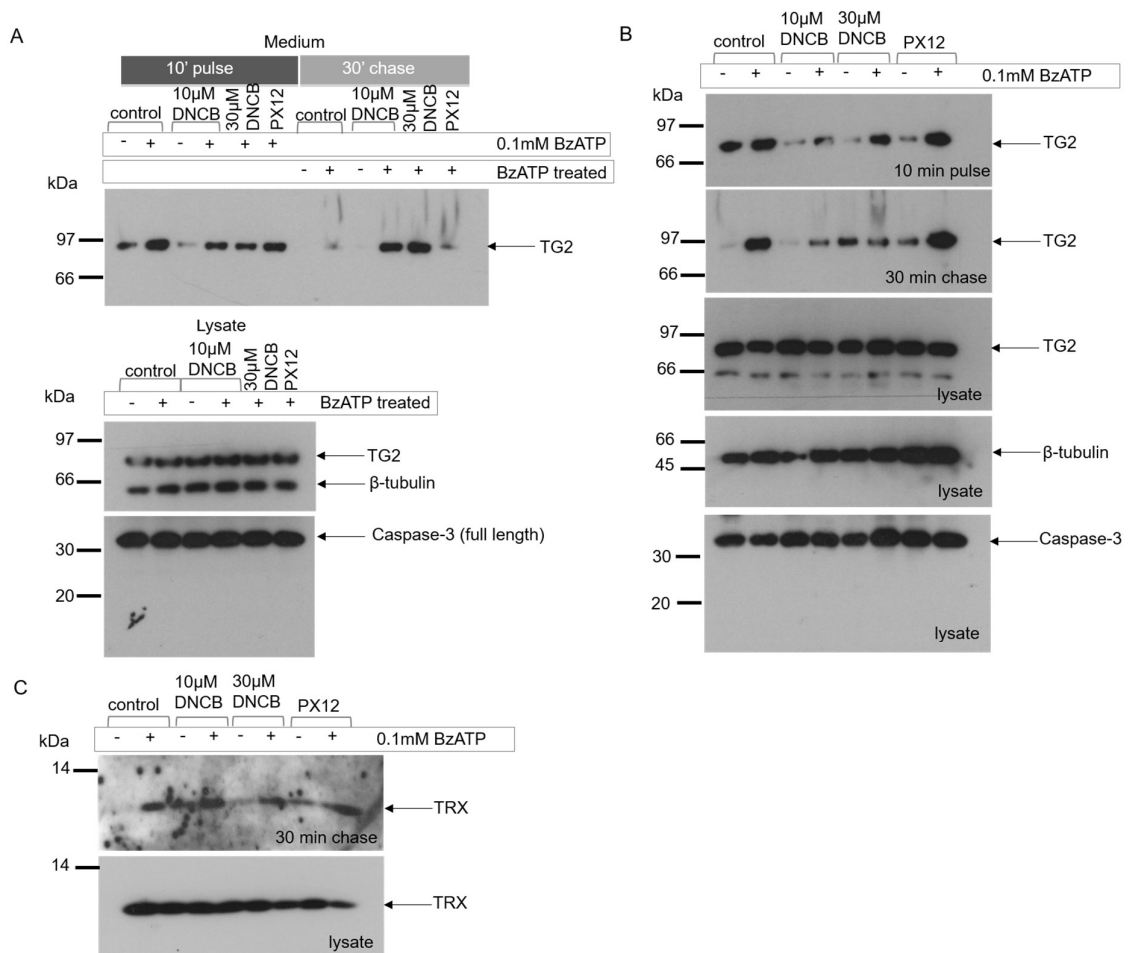 A
Medium
10' pulse 30' chase
control 10µM DNCB 30µM DNCB PX12 control 10µM DNCB 30µM DNCB PX12
- + - + + + 0.1mM BzATP
- + - + + + BzATP treated
kDa
97
66
TG2
Lysate
control 10µM DNCB 30µM DNCB PX12
- + - + + + BzATP treated
kDa
97
66
TG2
β-tubulin
30
20
Caspase-3 (full length)
B
control 10µM DNCB 30µM DNCB PX12
- + - + - + - + 0.1mM BzATP
kDa
97
66
TG2
10 min pulse
97
66
TG2
30 min chase
97
66
TG2
lysate
66
45
β-tubulin
lysate
30
20
Caspase-3
lysate
C
control 10µM DNCB 30µM DNCB PX12
- + - + - + - + 0.1mM BzATP
kDa
14
TRX
30 min chase
14
TRX
lysate